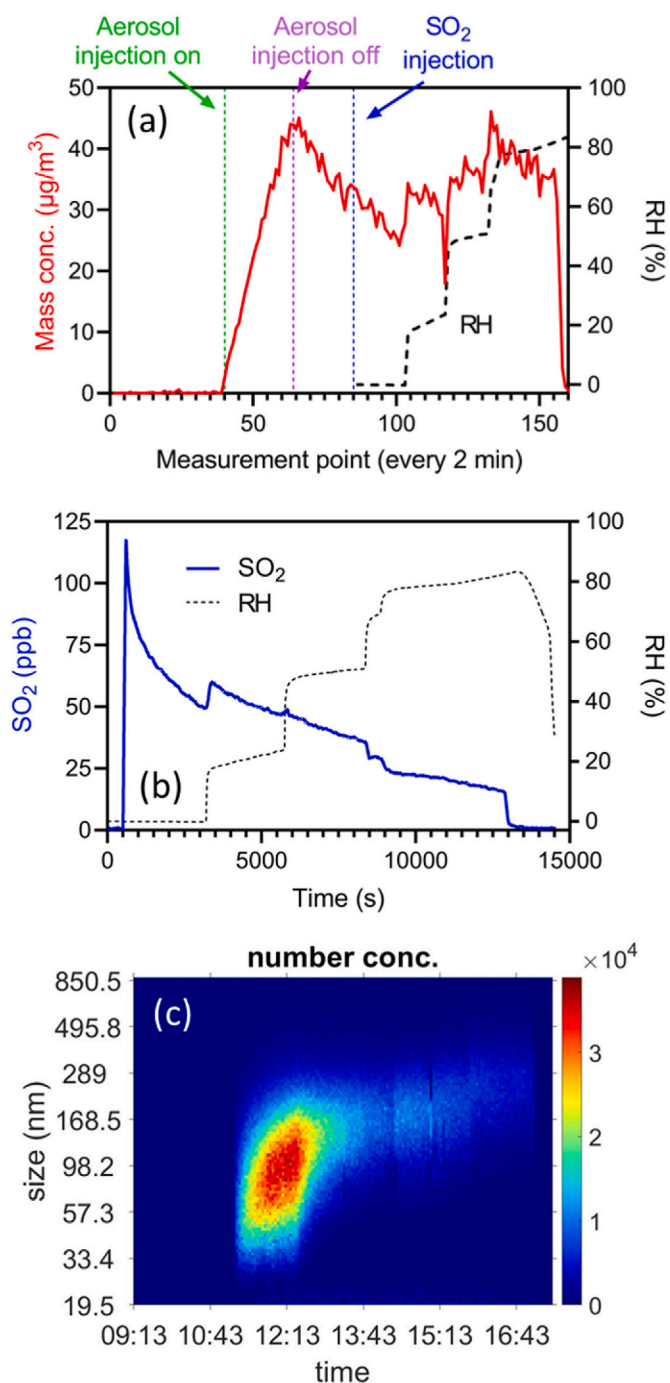 Aerosol injection on
Aerosol injection off
SO₂ injection
(a)
50
40
30
20
10
0
Mass conc. (µg/m³)
100
80
60
40
20
0
RH (%)
RH
0
50
100
150
Measurement point (every 2 min)
125
100
75
50
25
0
SO₂ (ppb)
SO₂
RH
(b)
100
80
60
40
20
0
RH (%)
0
5000
10000
15000
Time (s)
number conc.
×10⁴
(c)
850.5
495.8
289
168.5
98.2
57.3
33.4
19.5
size (nm)
3
2
1
0
09:13 10:43 12:13 13:43 15:13 16:43
time